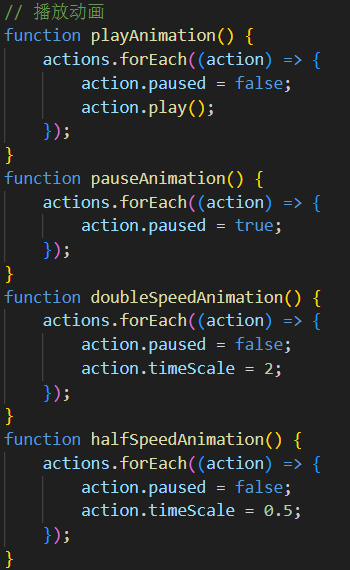 // 播放动画
function playAnimation() {
    actions.forEach((action) => {
        action.paused = false;
        action.play();
    });
}
function pauseAnimation() {
    actions.forEach((action) => {
        action.paused = true;
    });
}
function doubleSpeedAnimation() {
    actions.forEach((action) => {
        action.paused = false;
        action.timeScale = 2;
    });
}
function halfSpeedAnimation() {
    actions.forEach((action) => {
        action.paused = false;
        action.timeScale = 0.5;
    });
}